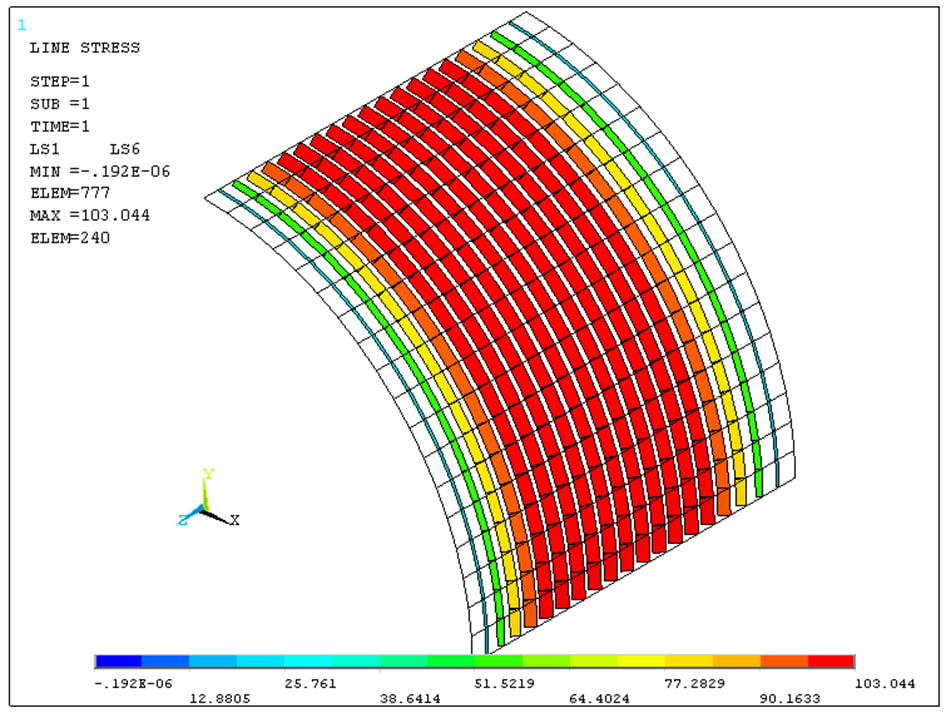 1
LINE STRESS
STEP=1
SUB =1
TIME=1
LS1 LS6
MIN =-.192E-06
ELEM=777
MAX =103.044
ELEM=240
Y
Z
X
-.192E-06 25.761 51.5219 77.2829 103.044
12.8805 38.6414 64.4024 90.1633